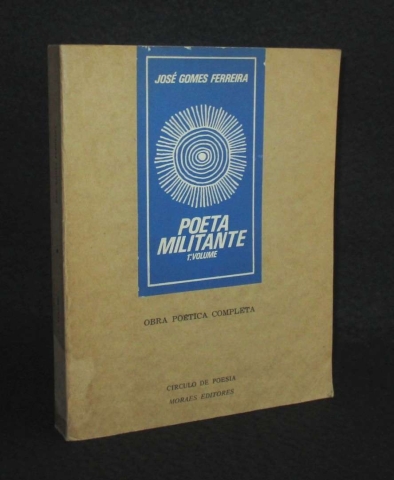 JOSÉ GOMES FERREIRA
POETA
MILITANTE
1.º VOLUME
OBRA POÉTICA COMPLETA
CÍRCULO DE POESIA
MORAES EDITORES